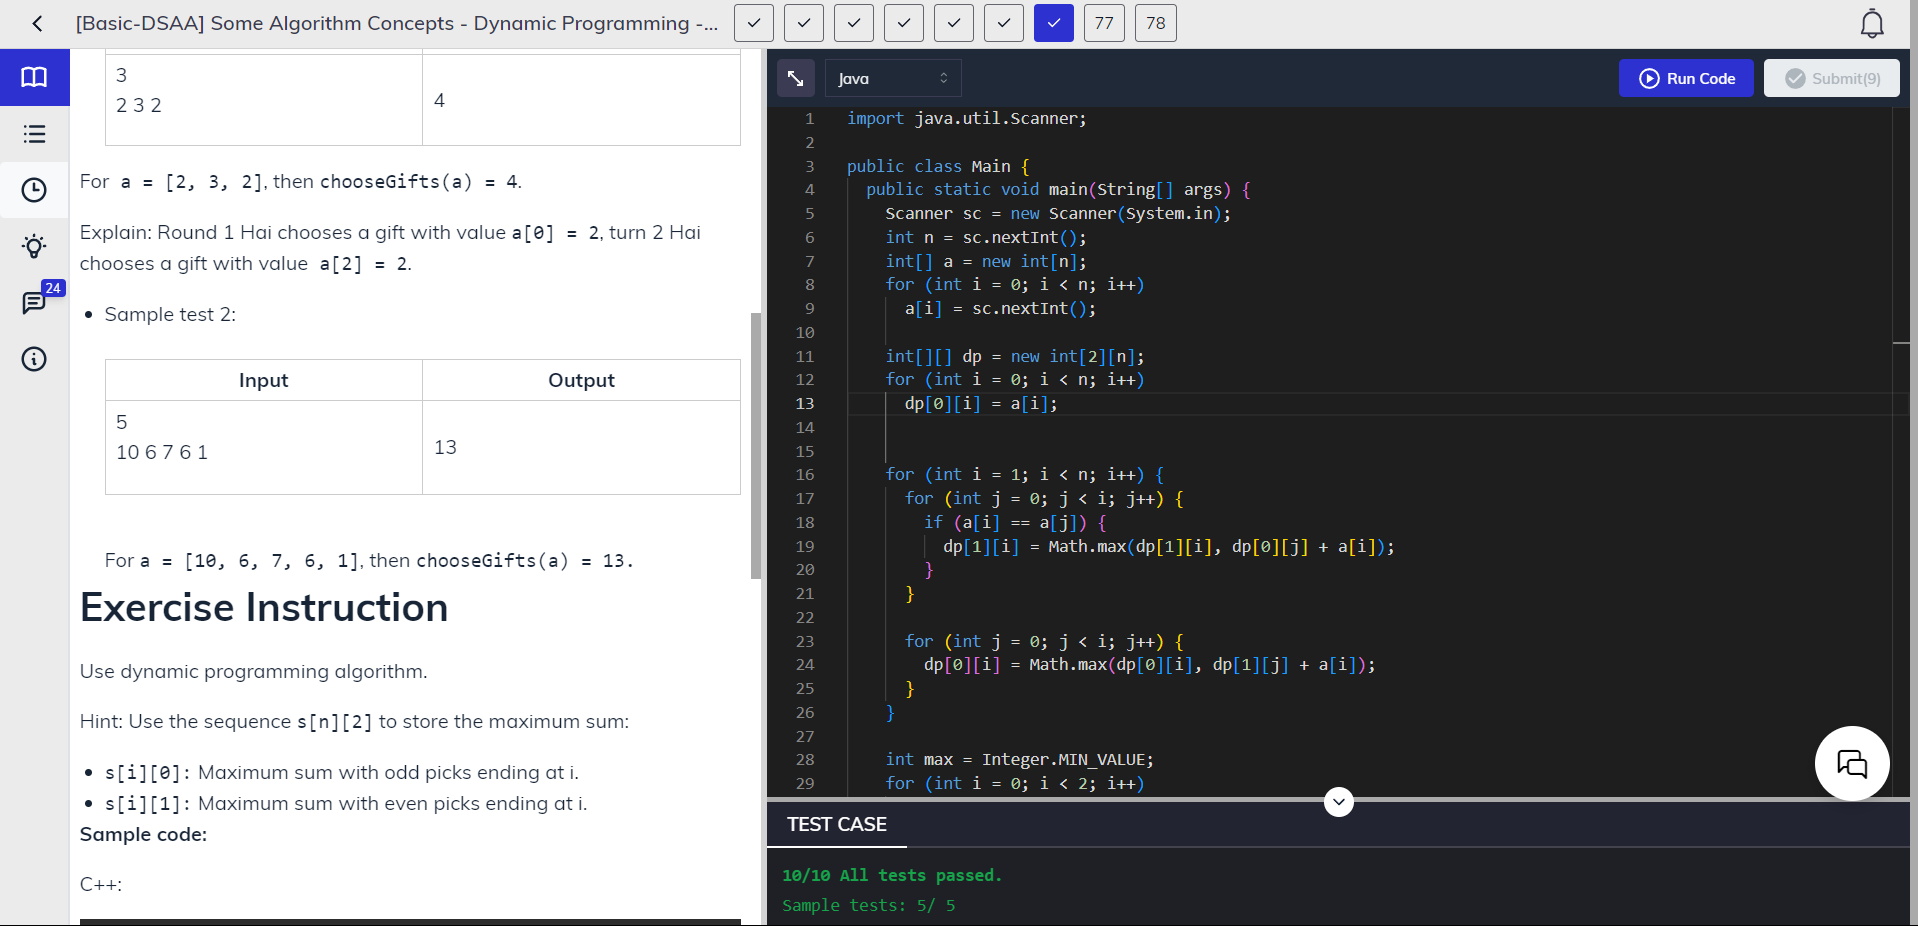 [Basic-DSAA] Some Algorithm Concepts - Dynamic Programming -...
77
78
24
3
2 3 2
4
For a = [2, 3, 2], then chooseGifts(a) = 4.
Explain: Round 1 Hai chooses a gift with value a[0] = 2, turn 2 Hai
chooses a gift with value a[2] = 2.
• Sample test 2:
Input
Output
5
10 6 7 6 1
13
For a = [10, 6, 7, 6, 1], then chooseGifts(a) = 13.
Exercise Instruction
Use dynamic programming algorithm.
Hint: Use the sequence s[n][2] to store the maximum sum:
• s[i][0]: Maximum sum with odd picks ending at i.
• s[i][1]: Maximum sum with even picks ending at i.
Sample code:
C++:
Java
Run Code
Submit(9)
1 import java.util.Scanner;
2
3 public class Main {
4 public static void main(String[] args) {
5 Scanner sc = new Scanner(System.in);
6 int n = sc.nextInt();
7 int[] a = new int[n];
8 for (int i = 0; i < n; i++)
9 a[i] = sc.nextInt();
10
11 int[][] dp = new int[2][n];
12 for (int i = 0; i < n; i++)
13 dp[0][i] = a[i];
14
15
16 for (int i = 1; i < n; i++) {
17 for (int j = 0; j < i; j++) {
18 if (a[i] == a[j]) {
19 dp[1][i] = Math.max(dp[1][i], dp[0][j] + a[i]);
20 }
21 }
22
23 for (int j = 0; j < i; j++) {
24 dp[0][i] = Math.max(dp[0][i], dp[1][j] + a[i]);
25 }
26 }
27
28 int max = Integer.MIN_VALUE;
29 for (int i = 0; i < 2; i++)
TEST CASE
10/10 All tests passed.
Sample tests: 5/ 5